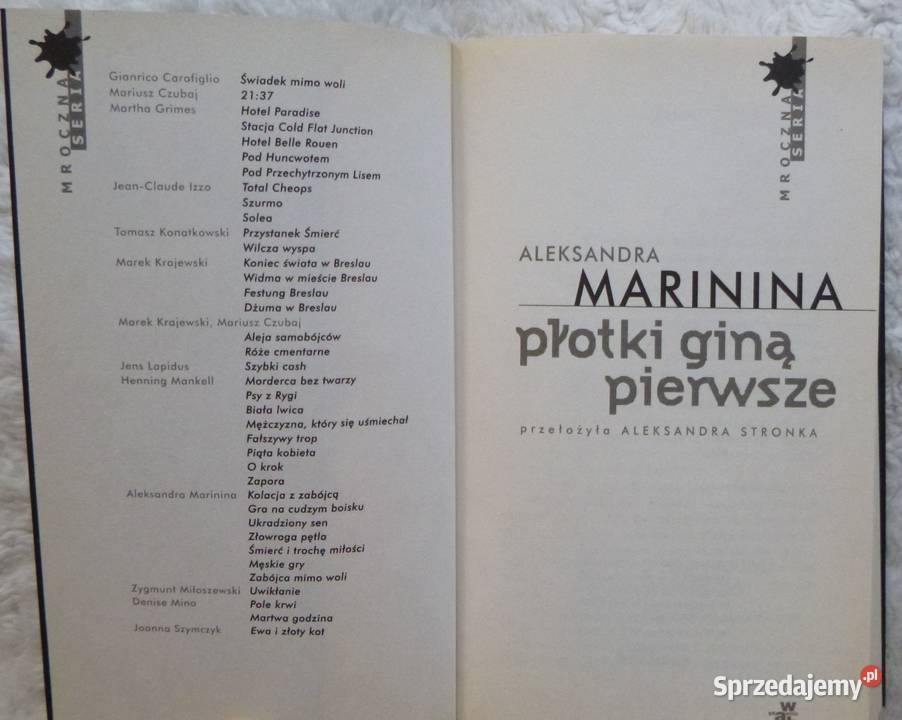 MROCZNA
SERIA
Gianrico Carofiglio Świadek mimo woli
Mariusz Czubaj 21:37
Martha Grimes Hotel Paradise
Stacja Cold Flat Junction
Hotel Belle Rouen
Pod Huncwotem
Pod Przechytrzonym Lisem
Jean-Claude Izzo Total Cheops
Szurmo
Solea
Tomasz Konatkowski Przystanek Śmierć
Wilcza wyspa
Marek Krajewski Koniec świata w Breslau
Widma w mieście Breslau
Festung Breslau
Dżuma w Breslau
Marek Krajewski, Mariusz Czubaj
Aleja samobójców
Róże cmentarne
Jens Lapidus Szybki cash
Henning Mankell Morderca bez twarzy
Psy z Rygi
Biała lwica
Mężczyzna, który się uśmiechał
Fałszywy trop
Piąta kobieta
O krok
Zapora
Aleksandra Marinina Kolacja z zabójcą
Gra na cudzym boisku
Ukradziony sen
Złowroga pętla
Śmierć i trochę miłości
Męskie gry
Zabójca mimo woli
Zygmunt Miłoszewski Uwikłanie
Denise Mina Pole krwi
Martwa godzina
Joanna Szymczyk Ewa i złoty kot
MROCZNA
SERIA
ALEKSANDRA
MARININA
płotki giną
pierwsze
przełożyła ALEKSANDRA STRONKA
Sprzedajemy.pl